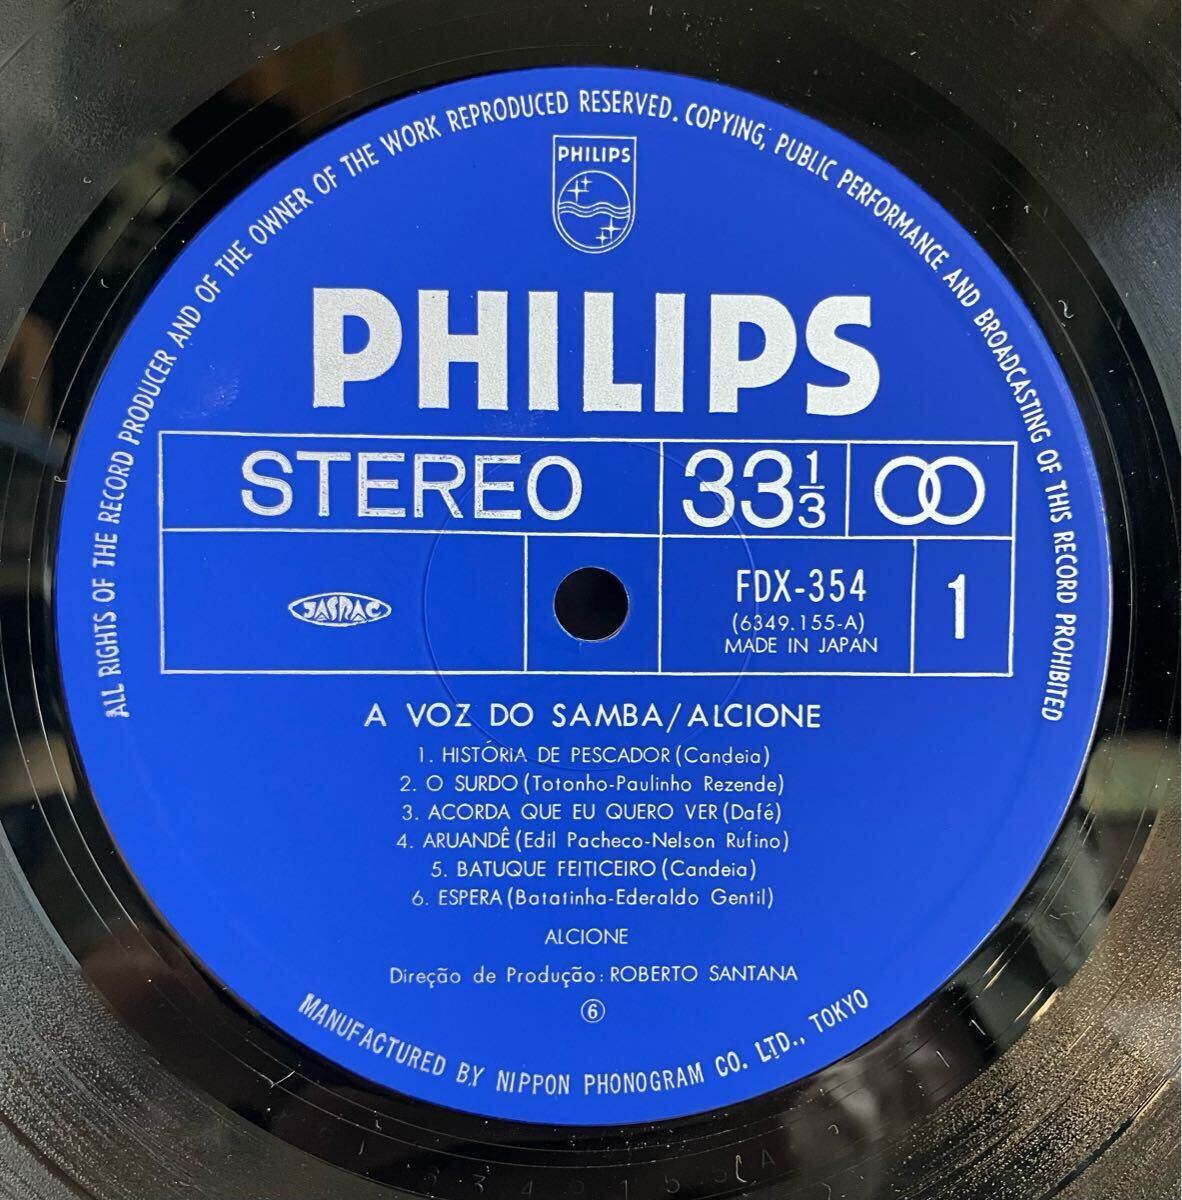 ALL RIGHTS OF THE RECORD PRODUCER AND OF THE OWNER OF THE WORK REPRODUCED RESERVED. COPYING, PUBLIC PERFORMANCE AND BROADCASTING OF THIS RECORD PROHIBITED
PHILIPS
PHILIPS
STEREO
33 1/3
JASRAC
FDX-354
(6349.155-A)
MADE IN JAPAN
1
A VOZ DO SAMBA/ALCIONE
1. HISTÓRIA DE PESCADOR (Candeia)
2. O SURDO (Totonho-Paulinho Rezende)
3. ACORDA QUE EU QUERO VER (Dafé)
4. ARUANDÊ (Edil Pacheco-Nelson Rufino)
5. BATUQUE FEITICEIRO (Candeia)
6. ESPERA (Batatinha-Ederaldo Gentil)
ALCIONE
Direção de Produção: ROBERTO SANTANA
⑥
MANUFACTURED BY NIPPON PHONOGRAM CO. LTD., TOKYO